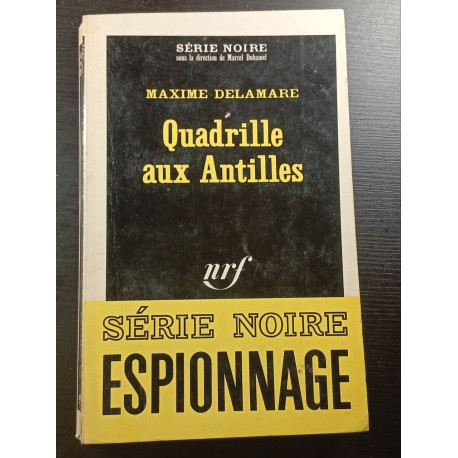 SÉRIE NOIRE
sous la direction de Marcel Duhamel
MAXIME DELAMARE
Quadrille
aux Antilles
nrf
SÉRIE NOIRE
ESPIONNAGE